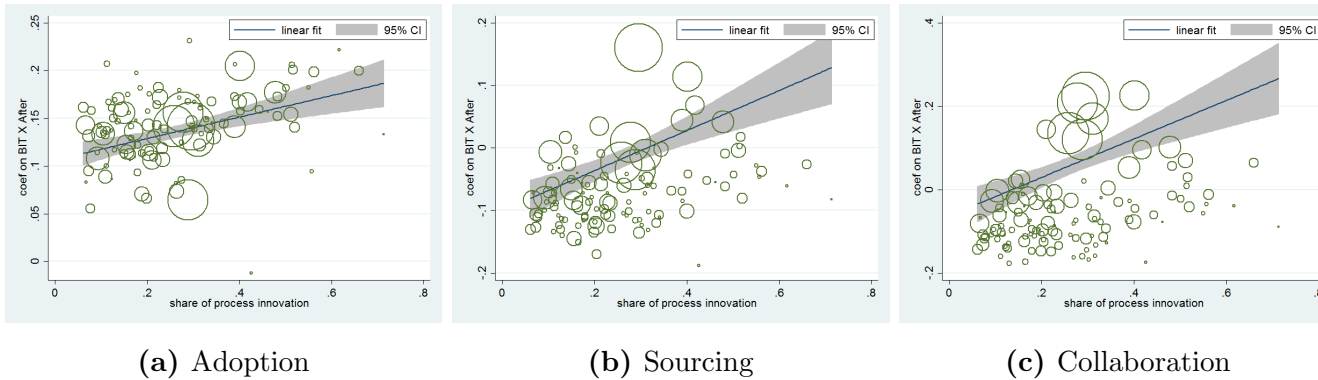 linear fit 95% CI
coef on BIT X After
0 .05 .1 .15 .2 .25
0 .2 .4 .6 .8
share of process innovation
(a) Adoption
linear fit 95% CI
coef on BIT X After
-.2 -.1 0 .1 .2
0 .2 .4 .6 .8
share of process innovation
(b) Sourcing
linear fit 95% CI
coef on BIT X After
-.2 0 .2 .4
0 .2 .4 .6 .8
share of process innovation
(c) Collaboration